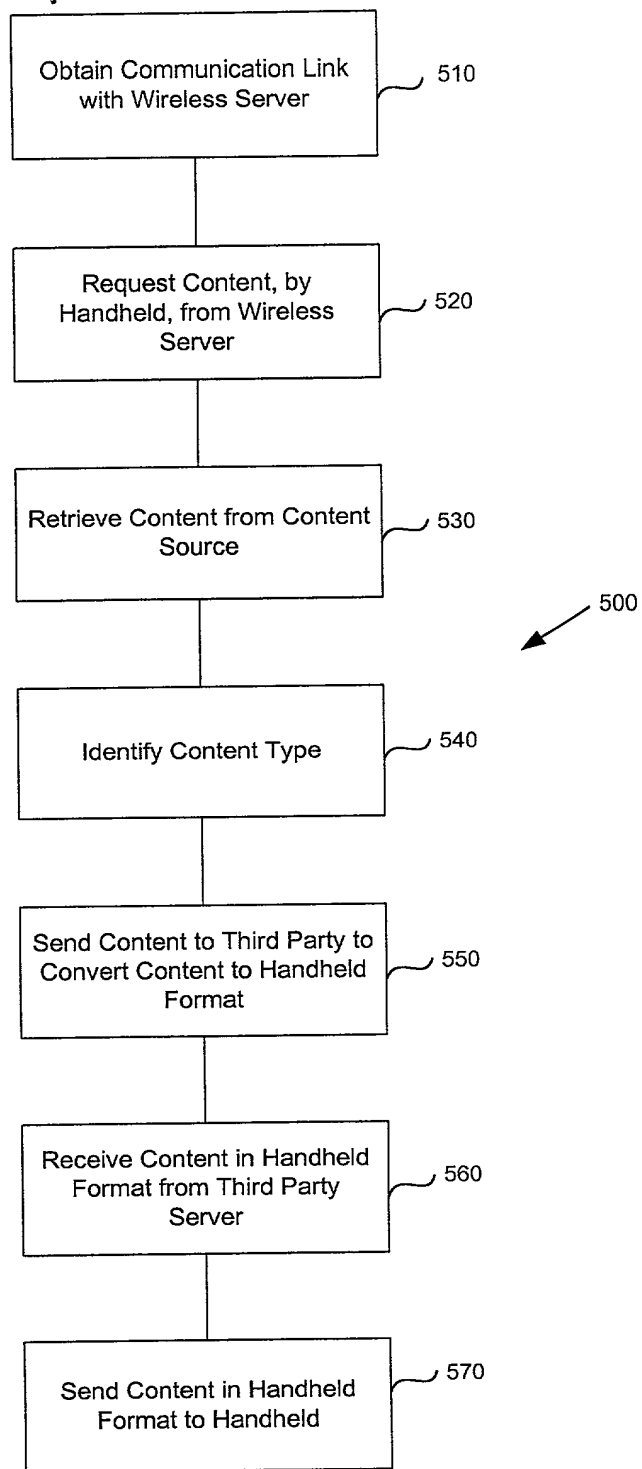 Obtain Communication Link
with Wireless Server
510
Request Content, by
Handheld, from Wireless
Server
520
Retrieve Content from Content
Source
530
500
Identify Content Type
540
Send Content to Third Party to
Convert Content to Handheld
Format
550
Receive Content in Handheld
Format from Third Party
Server
560
Send Content in Handheld
Format to Handheld
570